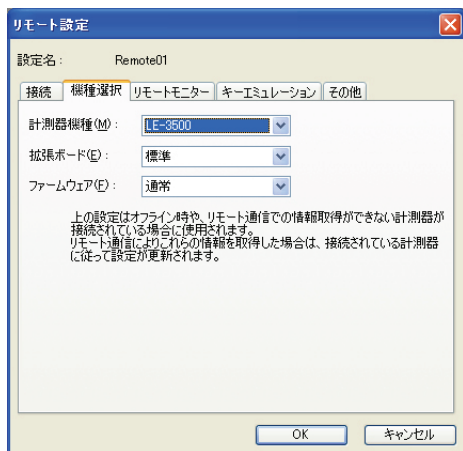 リモート設定
設定名： Remote01
接続 機種選択 リモートモニター キーエミュレーション その他
計測器機種(M)： LE-3500
拡張ボード(E)： 標準
ファームウェア(F)： 通常
上の設定はオフライン時や、リモート通信での情報取得ができない計測器が
接続されている場合に使用されます。
リモート通信によりこれらの情報を取得した場合は、接続されている計測器
に従って設定が更新されます。
OK キャンセル